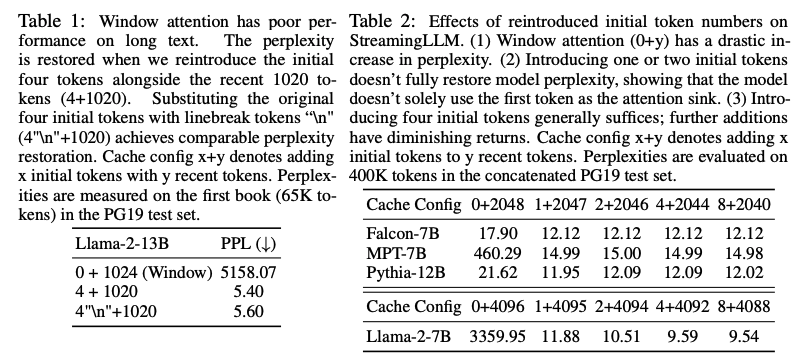 Table 1: Window attention has poor per-
formance on long text. The perplexity
is restored when we reintroduce the initial
four tokens alongside the recent 1020 to-
kens (4+1020). Substituting the original
four initial tokens with linebreak tokens “\n"
(4"\n"+1020) achieves comparable perplexity
restoration. Cache config x+y denotes adding
x initial tokens with y recent tokens. Perplex-
ities are measured on the first book (65K to-
kens) in the PG19 test set.
Llama-2-13B PPL (↓)
0 + 1024 (Window) 5158.07
4 + 1020 5.40
4"\n"+1020 5.60
Table 2: Effects of reintroduced initial token numbers on
StreamingLLM. (1) Window attention (0+y) has a drastic in-
crease in perplexity. (2) Introducing one or two initial tokens
doesn’t fully restore model perplexity, showing that the model
doesn’t solely use the first token as the attention sink. (3) Intro-
ducing four initial tokens generally suffices; further additions
have diminishing returns. Cache config x+y denotes adding x
initial tokens to y recent tokens. Perplexities are evaluated on
400K tokens in the concatenated PG19 test set.
Cache Config 0+2048 1+2047 2+2046 4+2044 8+2040
Falcon-7B 17.90 12.12 12.12 12.12 12.12
MPT-7B 460.29 14.99 15.00 14.99 14.98
Pythia-12B 21.62 11.95 12.09 12.09 12.02
Cache Config 0+4096 1+4095 2+4094 4+4092 8+4088
Llama-2-7B 3359.95 11.88 10.51 9.59 9.54